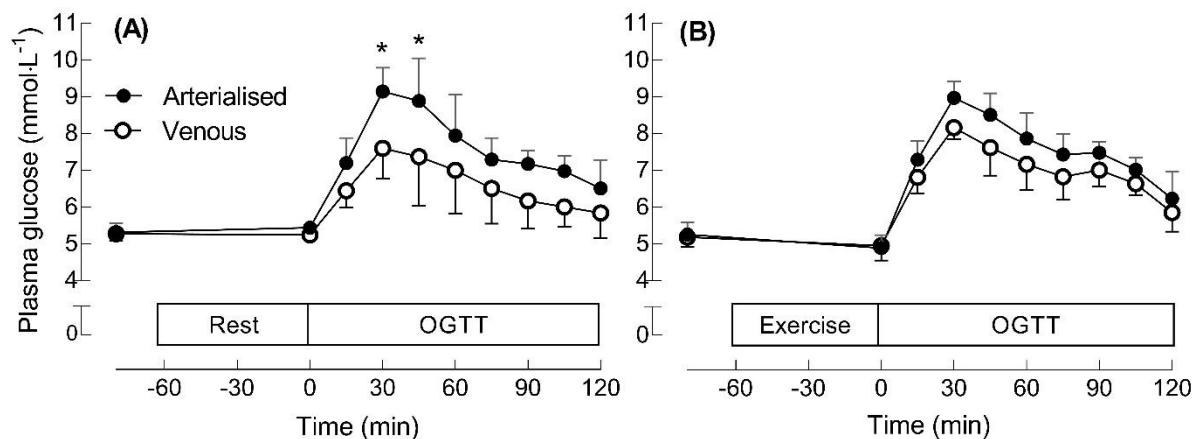 (A)
(B)
* *
Arterialised
Venous
Plasma glucose (mmol·L⁻¹)
11
10
9
8
7
6
5
4
0
11
10
9
8
7
6
5
4
0
Rest OGTT
Exercise OGTT
-60 -30 0 30 60 90 120
-60 -30 0 30 60 90 120
Time (min)
Time (min)